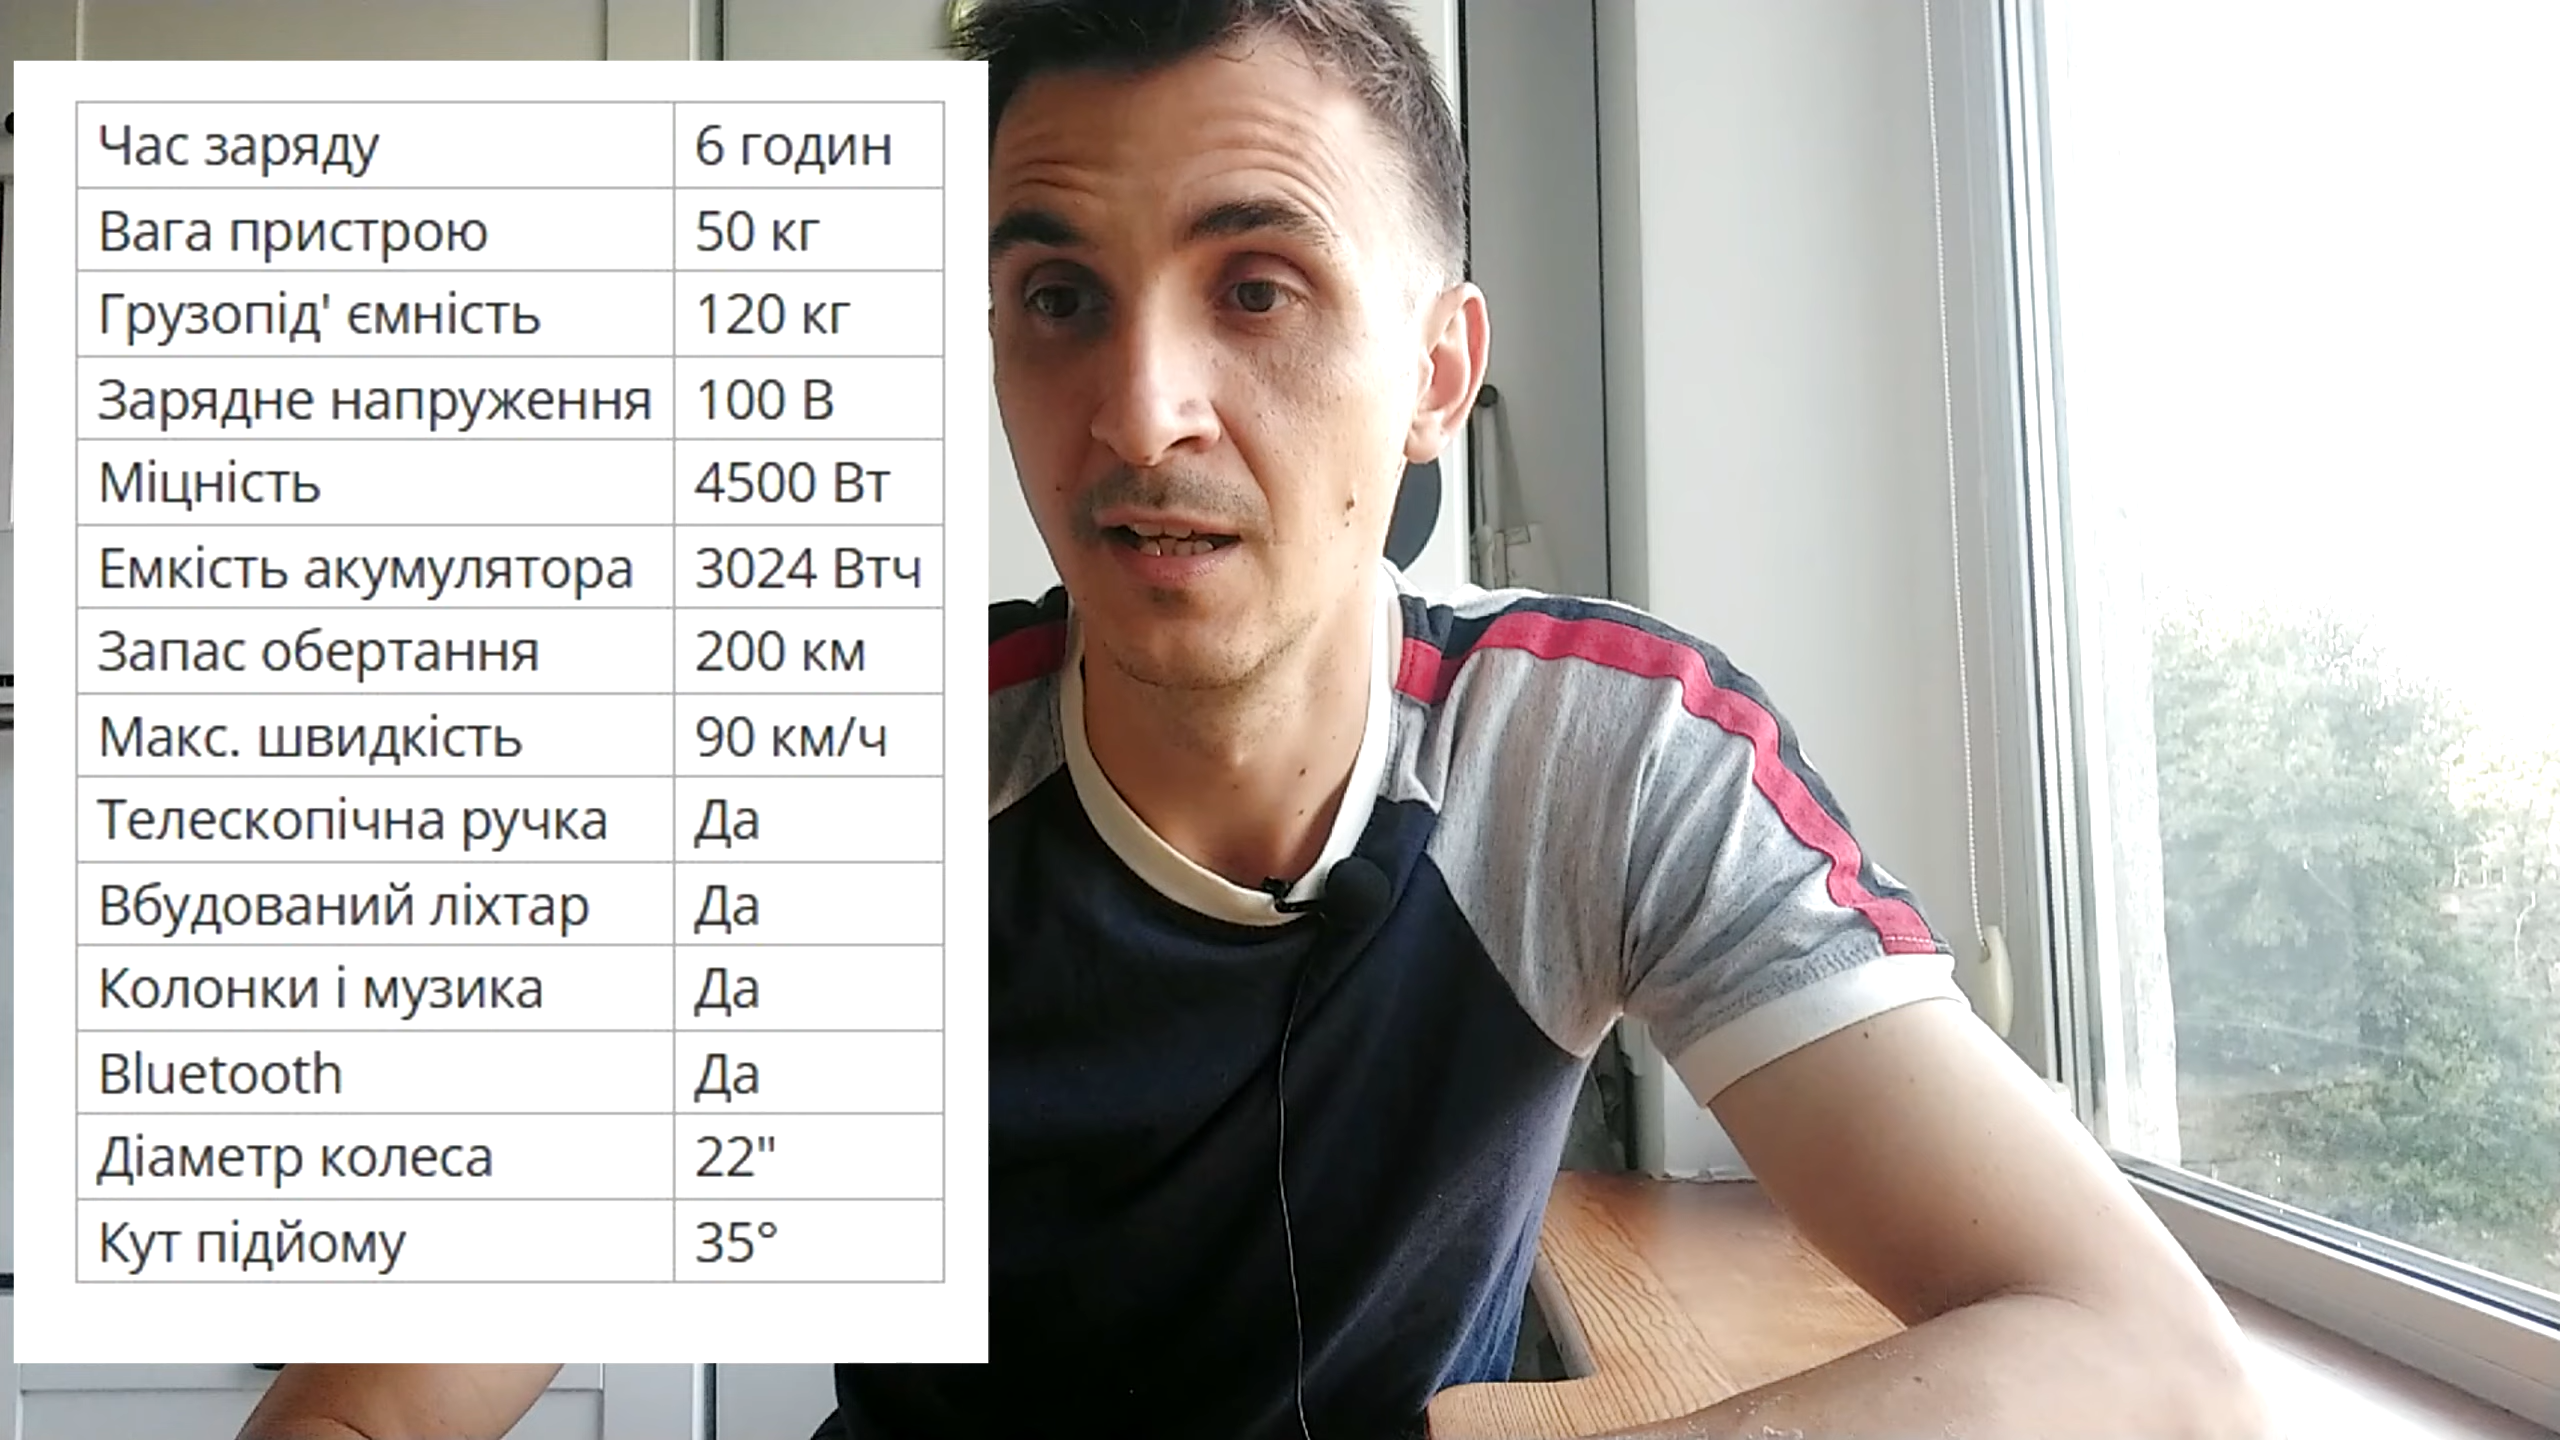 Час заряду 6 годин
Вага пристрою 50 кг
Грузопід' ємність 120 кг
Зарядне напруження 100 В
Міцність 4500 Вт
Емкість акумулятора 3024 Втч
Запас обертання 200 км
Макс. швидкість 90 км/ч
Телескопічна ручка Да
Вбудований ліхтар Да
Колонки і музика Да
Bluetooth Да
Діаметр колеса 22"
Кут підйому 35°